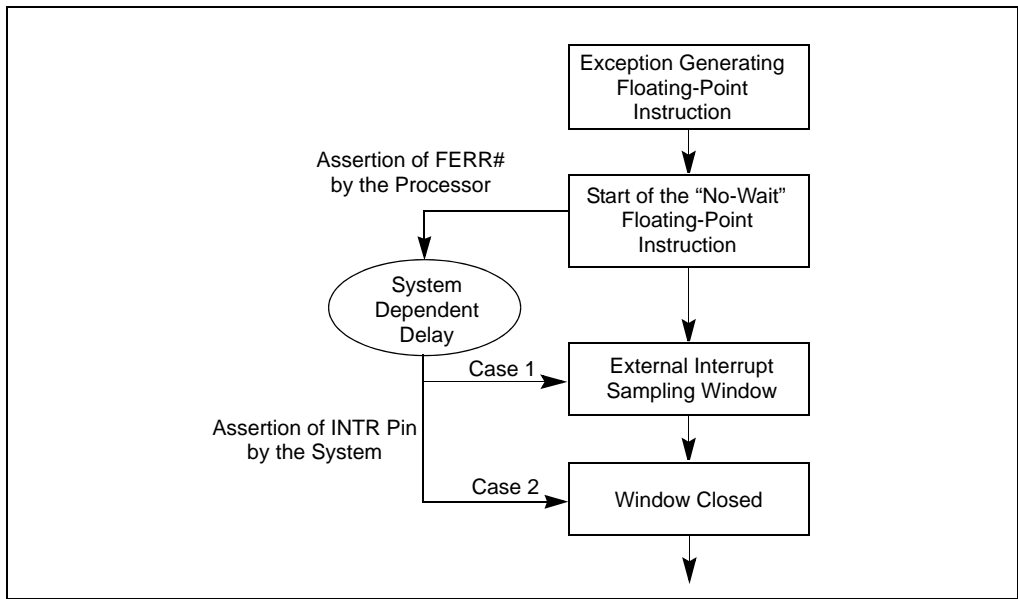 Exception Generating
Floating-Point
Instruction
Assertion of FERR#
by the Processor
Start of the “No-Wait”
Floating-Point
Instruction
System
Dependent
Delay
Case 1
External Interrupt
Sampling Window
Assertion of INTR Pin
by the System
Case 2
Window Closed